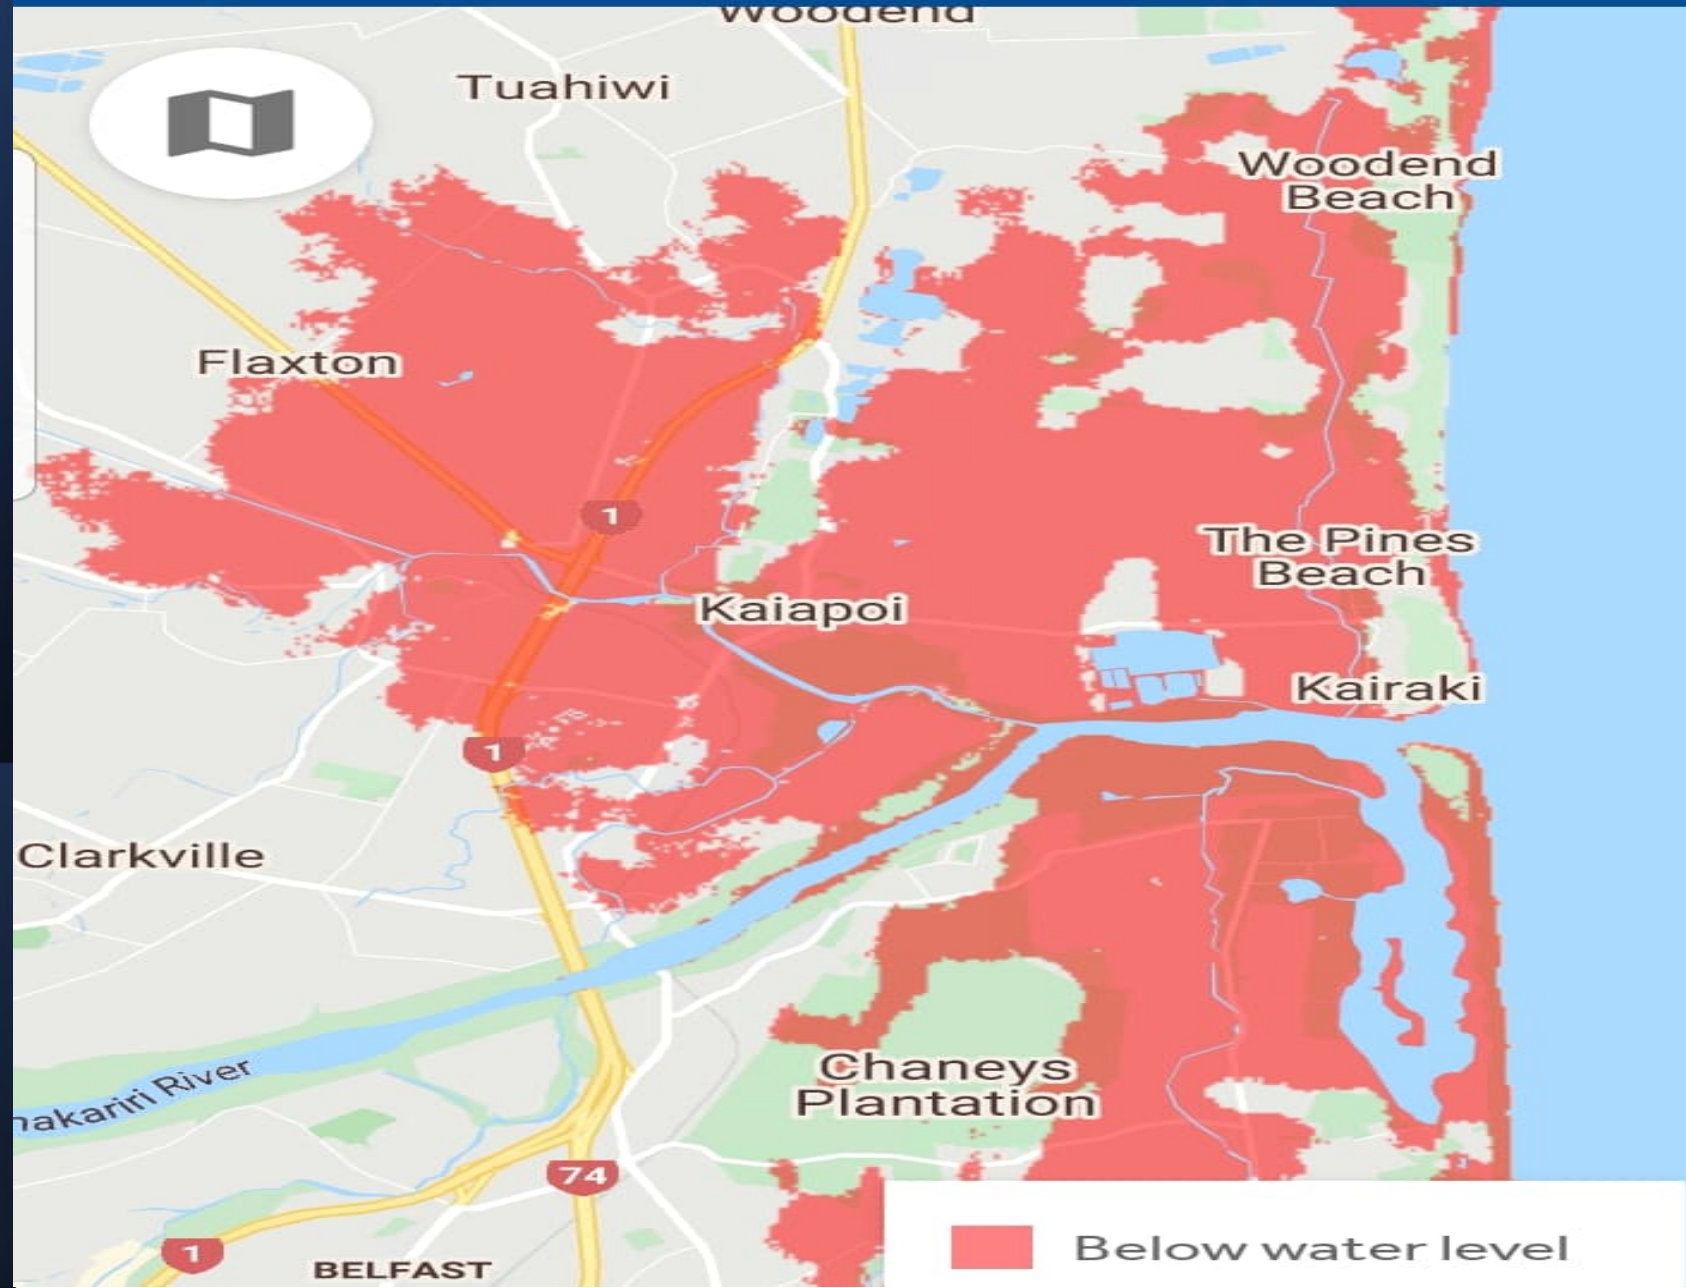 Woodend
Tuahiwi
Woodend
Beach
Flaxton
1
The Pines
Beach
Kaiapoi
Kairaki
1
Clarkville
nakariri River
Chaneys
Plantation
74
1
BELFAST
Below water level